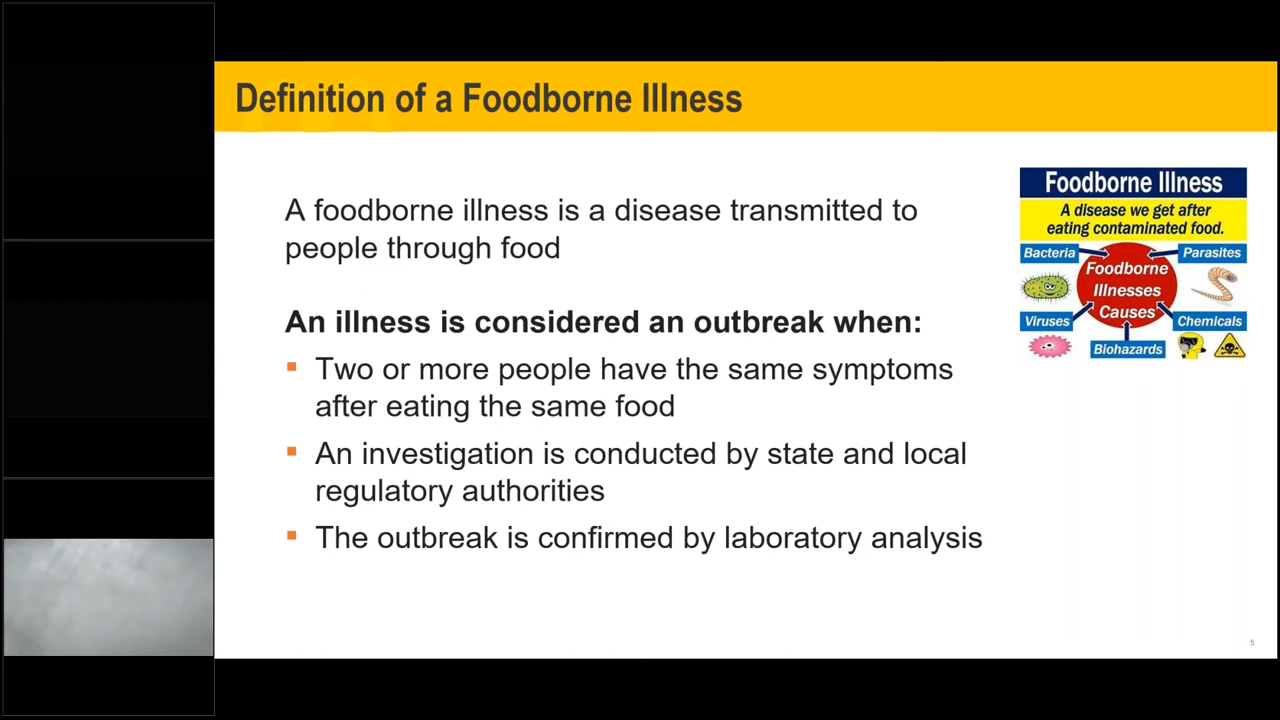 Definition of a Foodborne Illness
A foodborne illness is a disease transmitted to
people through food
An illness is considered an outbreak when:
Two or more people have the same symptoms
after eating the same food
An investigation is conducted by state and local
regulatory authorities
The outbreak is confirmed by laboratory analysis
Foodborne Illness
A disease we get after
eating contaminated food.
Bacteria
Parasites
Foodborne
Illnesses
Causes
Viruses
Chemicals
Biohazards
5